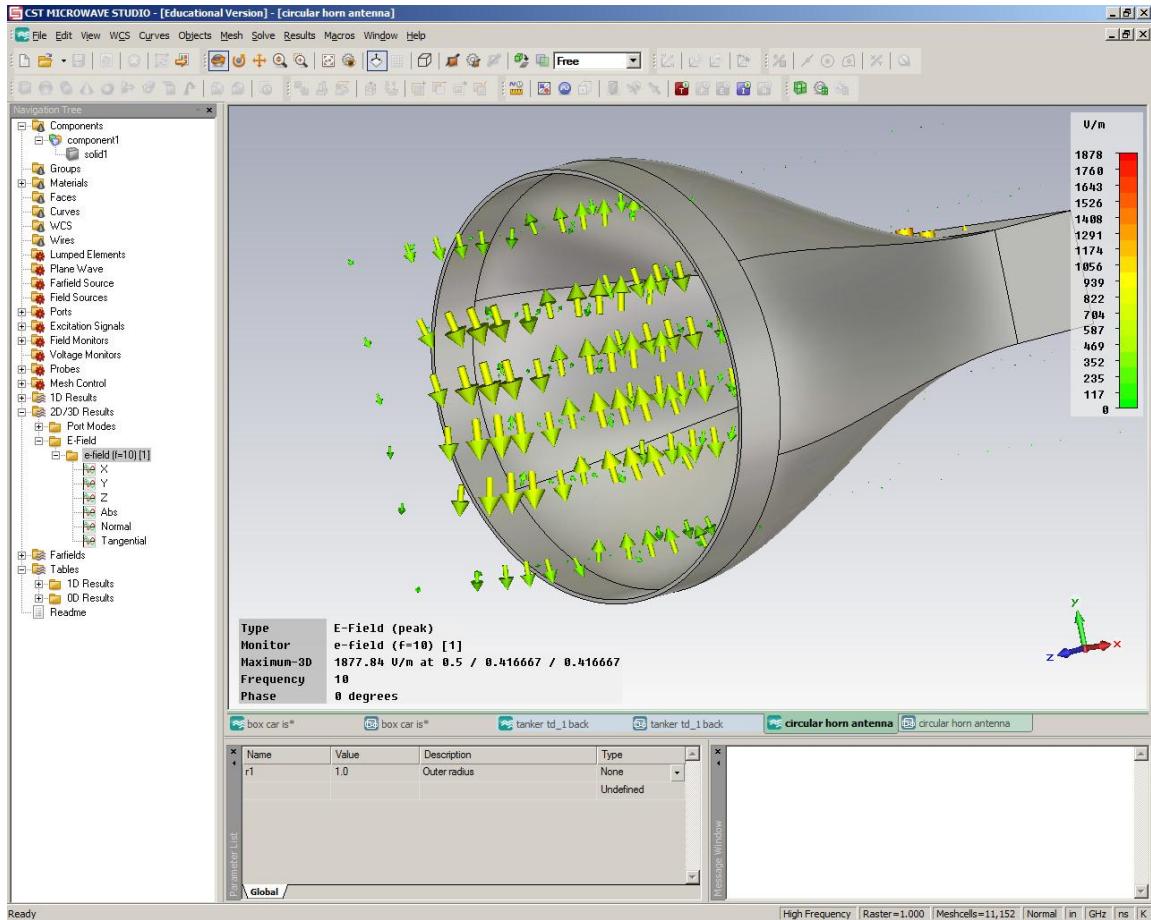 CST MICROWAVE STUDIO - [Educational Version] - [circular horn antenna]
File Edit View WCS Curves Objects Mesh Solve Results Macros Window Help
Free
Navigation Tree
Components
component1
solid1
Groups
Materials
Faces
Curves
WCS
Wires
Lumped Elements
Plane Wave
Farfield Source
Field Sources
Ports
Excitation Signals
Field Monitors
Voltage Monitors
Probes
Mesh Control
1D Results
2D/3D Results
Port Modes
E-Field
e-field (f=10) [1]
X
Y
Z
Abs
Normal
Tangential
Farfields
Tables
1D Results
0D Results
Readme
V/m
1878
1760
1643
1526
1408
1291
1174
1056
939
822
704
587
469
352
235
117
0
y
x
z
Type E-Field (peak)
Monitor e-field (f=10) [1]
Maximum-3D 1877.84 V/m at 0.5 / 0.416667 / 0.416667
Frequency 10
Phase 0 degrees
box car is* box car is* tanker td_1 back tanker td_1 back circular horn antenna circular horn antenna
Parameter List
Name Value Description Type
r1 1.0 Outer radius None
Undefined
Global
Message Window
Ready High Frequency Raster=1.000 Meshcells=11,152 Normal in GHz ns K